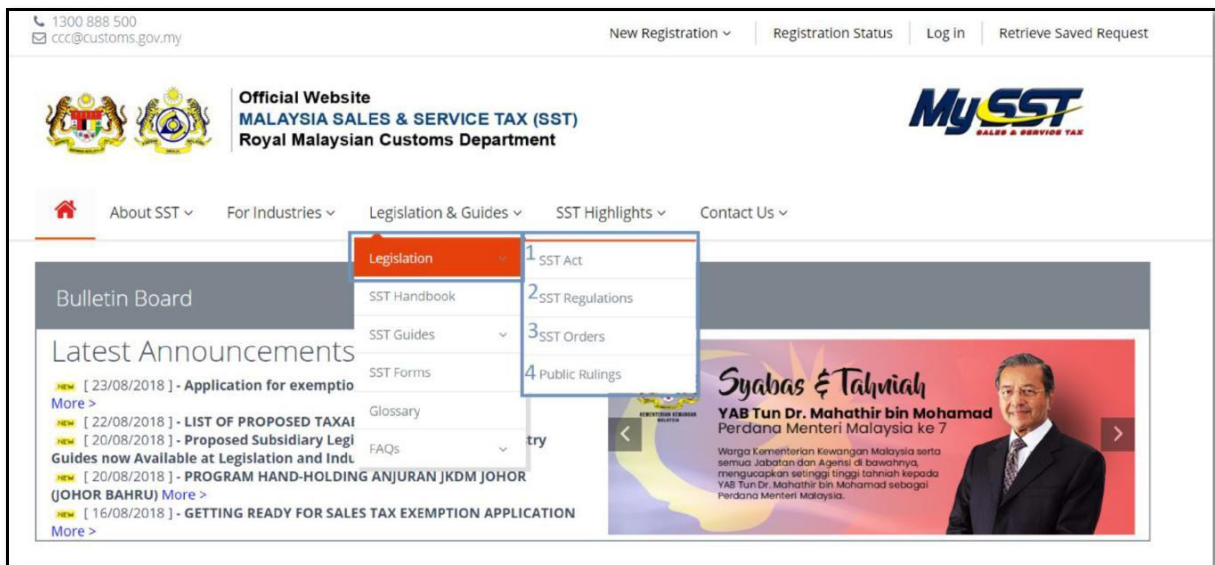 1300 888 500
ccc@customs.gov.my
New Registration
Registration Status
Log in
Retrieve Saved Request
Official Website
MALAYSIA SALES & SERVICE TAX (SST)
Royal Malaysian Customs Department
MySST
SALES & SERVICE TAX
About SST
For Industries
Legislation & Guides
SST Highlights
Contact Us
Legislation
SST Handbook
SST Guides
SST Forms
Glossary
FAQs
1 SST Act
2 SST Regulations
3 SST Orders
4 Public Rulings
Bulletin Board
Latest Announcements
NEW [ 23/08/2018 ] - Application for exemptio
More >
NEW [ 22/08/2018 ] - LIST OF PROPOSED TAXAB
NEW [ 20/08/2018 ] - Proposed Subsidiary Legi try
Guides now Available at Legislation and Indu
NEW [ 20/08/2018 ] - PROGRAM HAND-HOLDING ANJURAN JKDM JOHOR
(JOHOR BAHRU) More >
NEW [ 16/08/2018 ] - GETTING READY FOR SALES TAX EXEMPTION APPLICATION
More >
KEMENTERIAN KEWANGAN
MALAYSIA
Syabas & Tahniah
YAB Tun Dr. Mahathir bin Mohamad
Perdana Menteri Malaysia ke 7
Warga Kementerian Kewangan Malaysia serta
semua Jabatan dan Agensi di bawahnya,
mengucapkan setinggi tinggi tahniah kepada
YAB Tun Dr. Mahathir bin Mohamad sebagai
Perdana Menteri Malaysia.